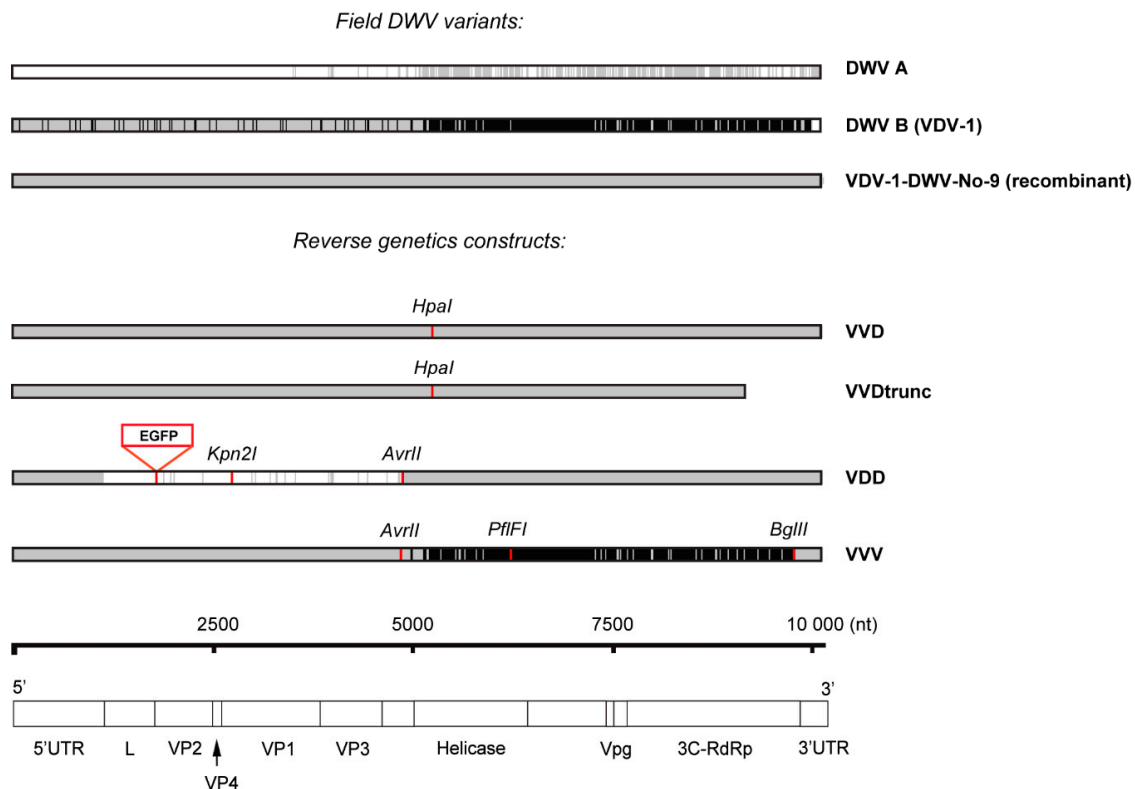 Field DWV variants:
DWV A
DWV B (VDV-1)
VDV-1-DWV-No-9 (recombinant)
Reverse genetics constructs:
HpaI
VVD
HpaI
VVDtrunc
EGFP
Kpn2I
AvrII
VDD
AvrII
PflFI
BglII
VVV
2500
5000
7500
10 000 (nt)
5'
3'
5'UTR
L
VP2
VP4
VP1
VP3
Helicase
Vpg
3C-RdRp
3'UTR